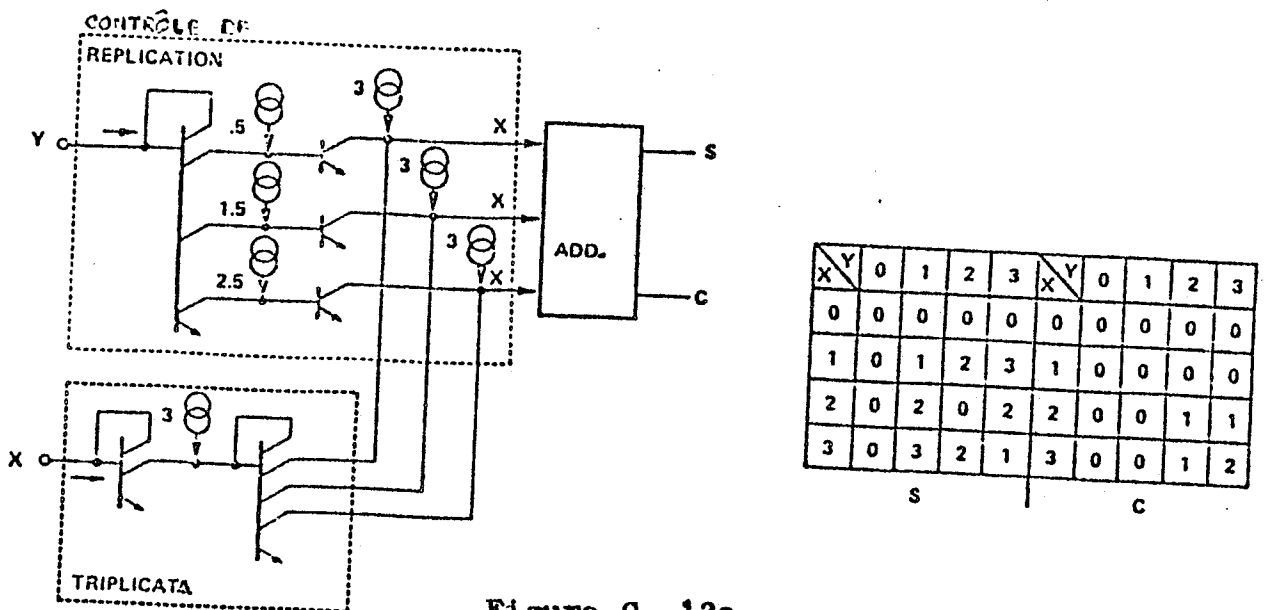 CONTRÔLE DE
REPLICATION
3
.5
Y
X
S
3
1.5
X
3
ADD.
2.5
X
C
3
X
TRIPLICATA
X Y 0 1 2 3 X Y 0 1 2 3
0 0 0 0 0 0 0 0 0 0
1 0 1 2 3 1 0 0 0 0
2 0 2 0 2 2 0 0 1 1
3 0 3 2 1 3 0 0 1 2
S C